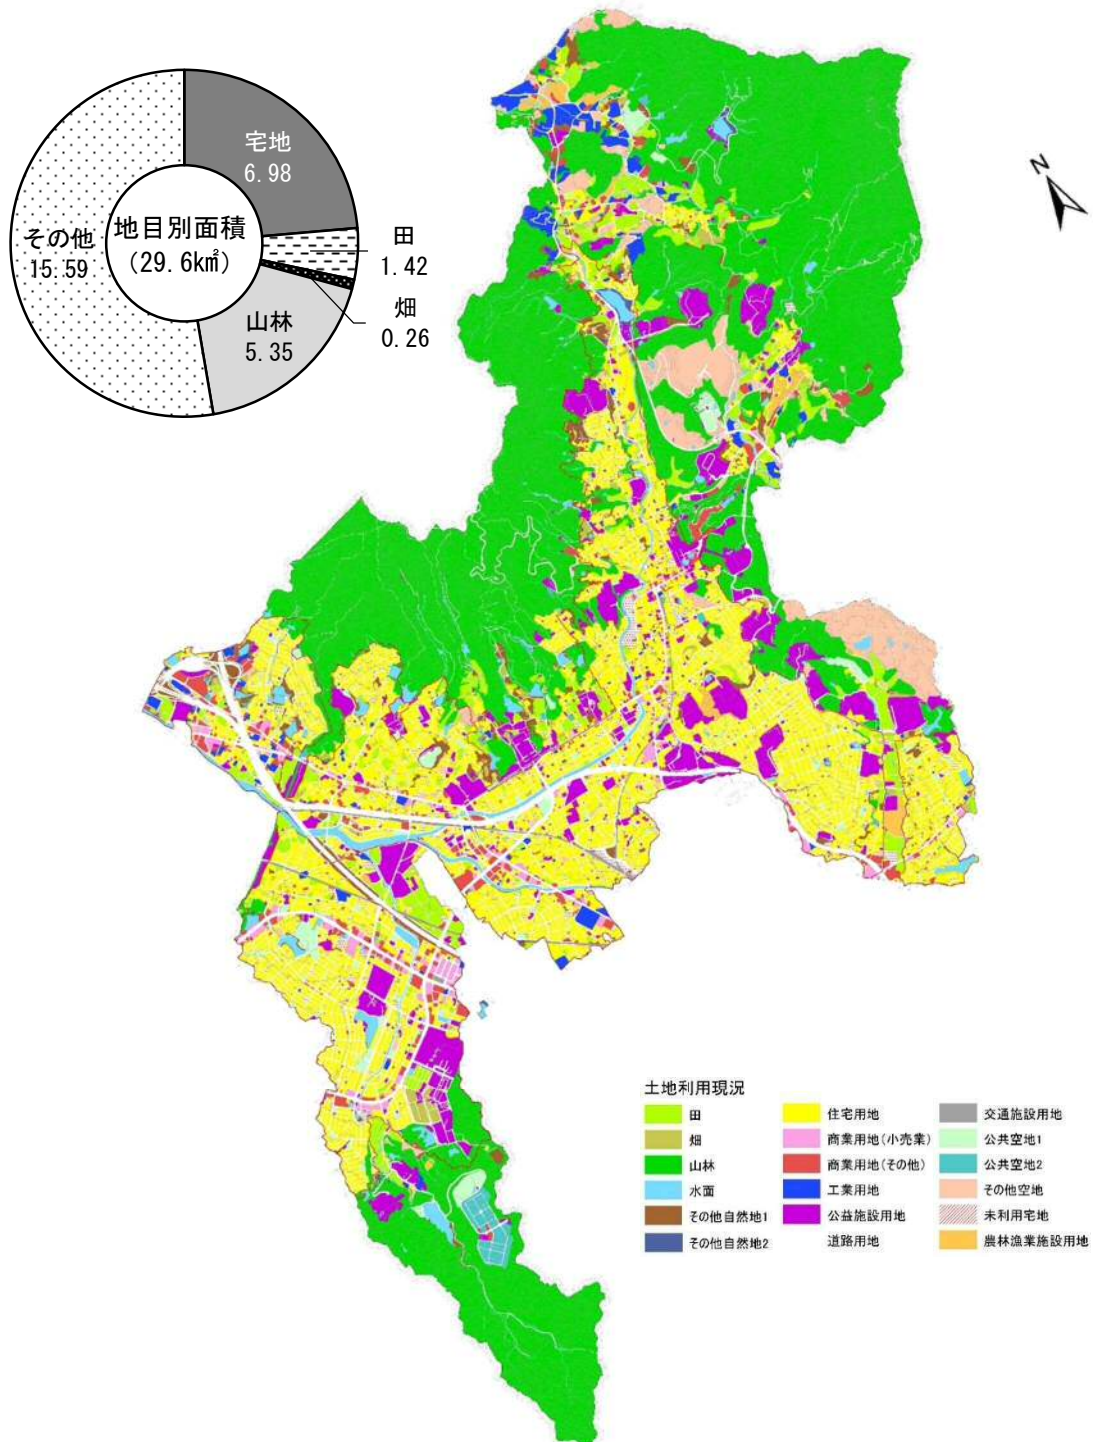 宅地
6.98
その他
15.59
地目別面積
(29.6k㎡)
田
1.42
畑
0.26
山林
5.35
N
土地利用現況
田
畑
山林
水面
その他自然地1
その他自然地2
住宅用地
商業用地(小売業)
商業用地(その他)
工業用地
公益施設用地
道路用地
交通施設用地
公共空地1
公共空地2
その他空地
未利用宅地
農林漁業施設用地